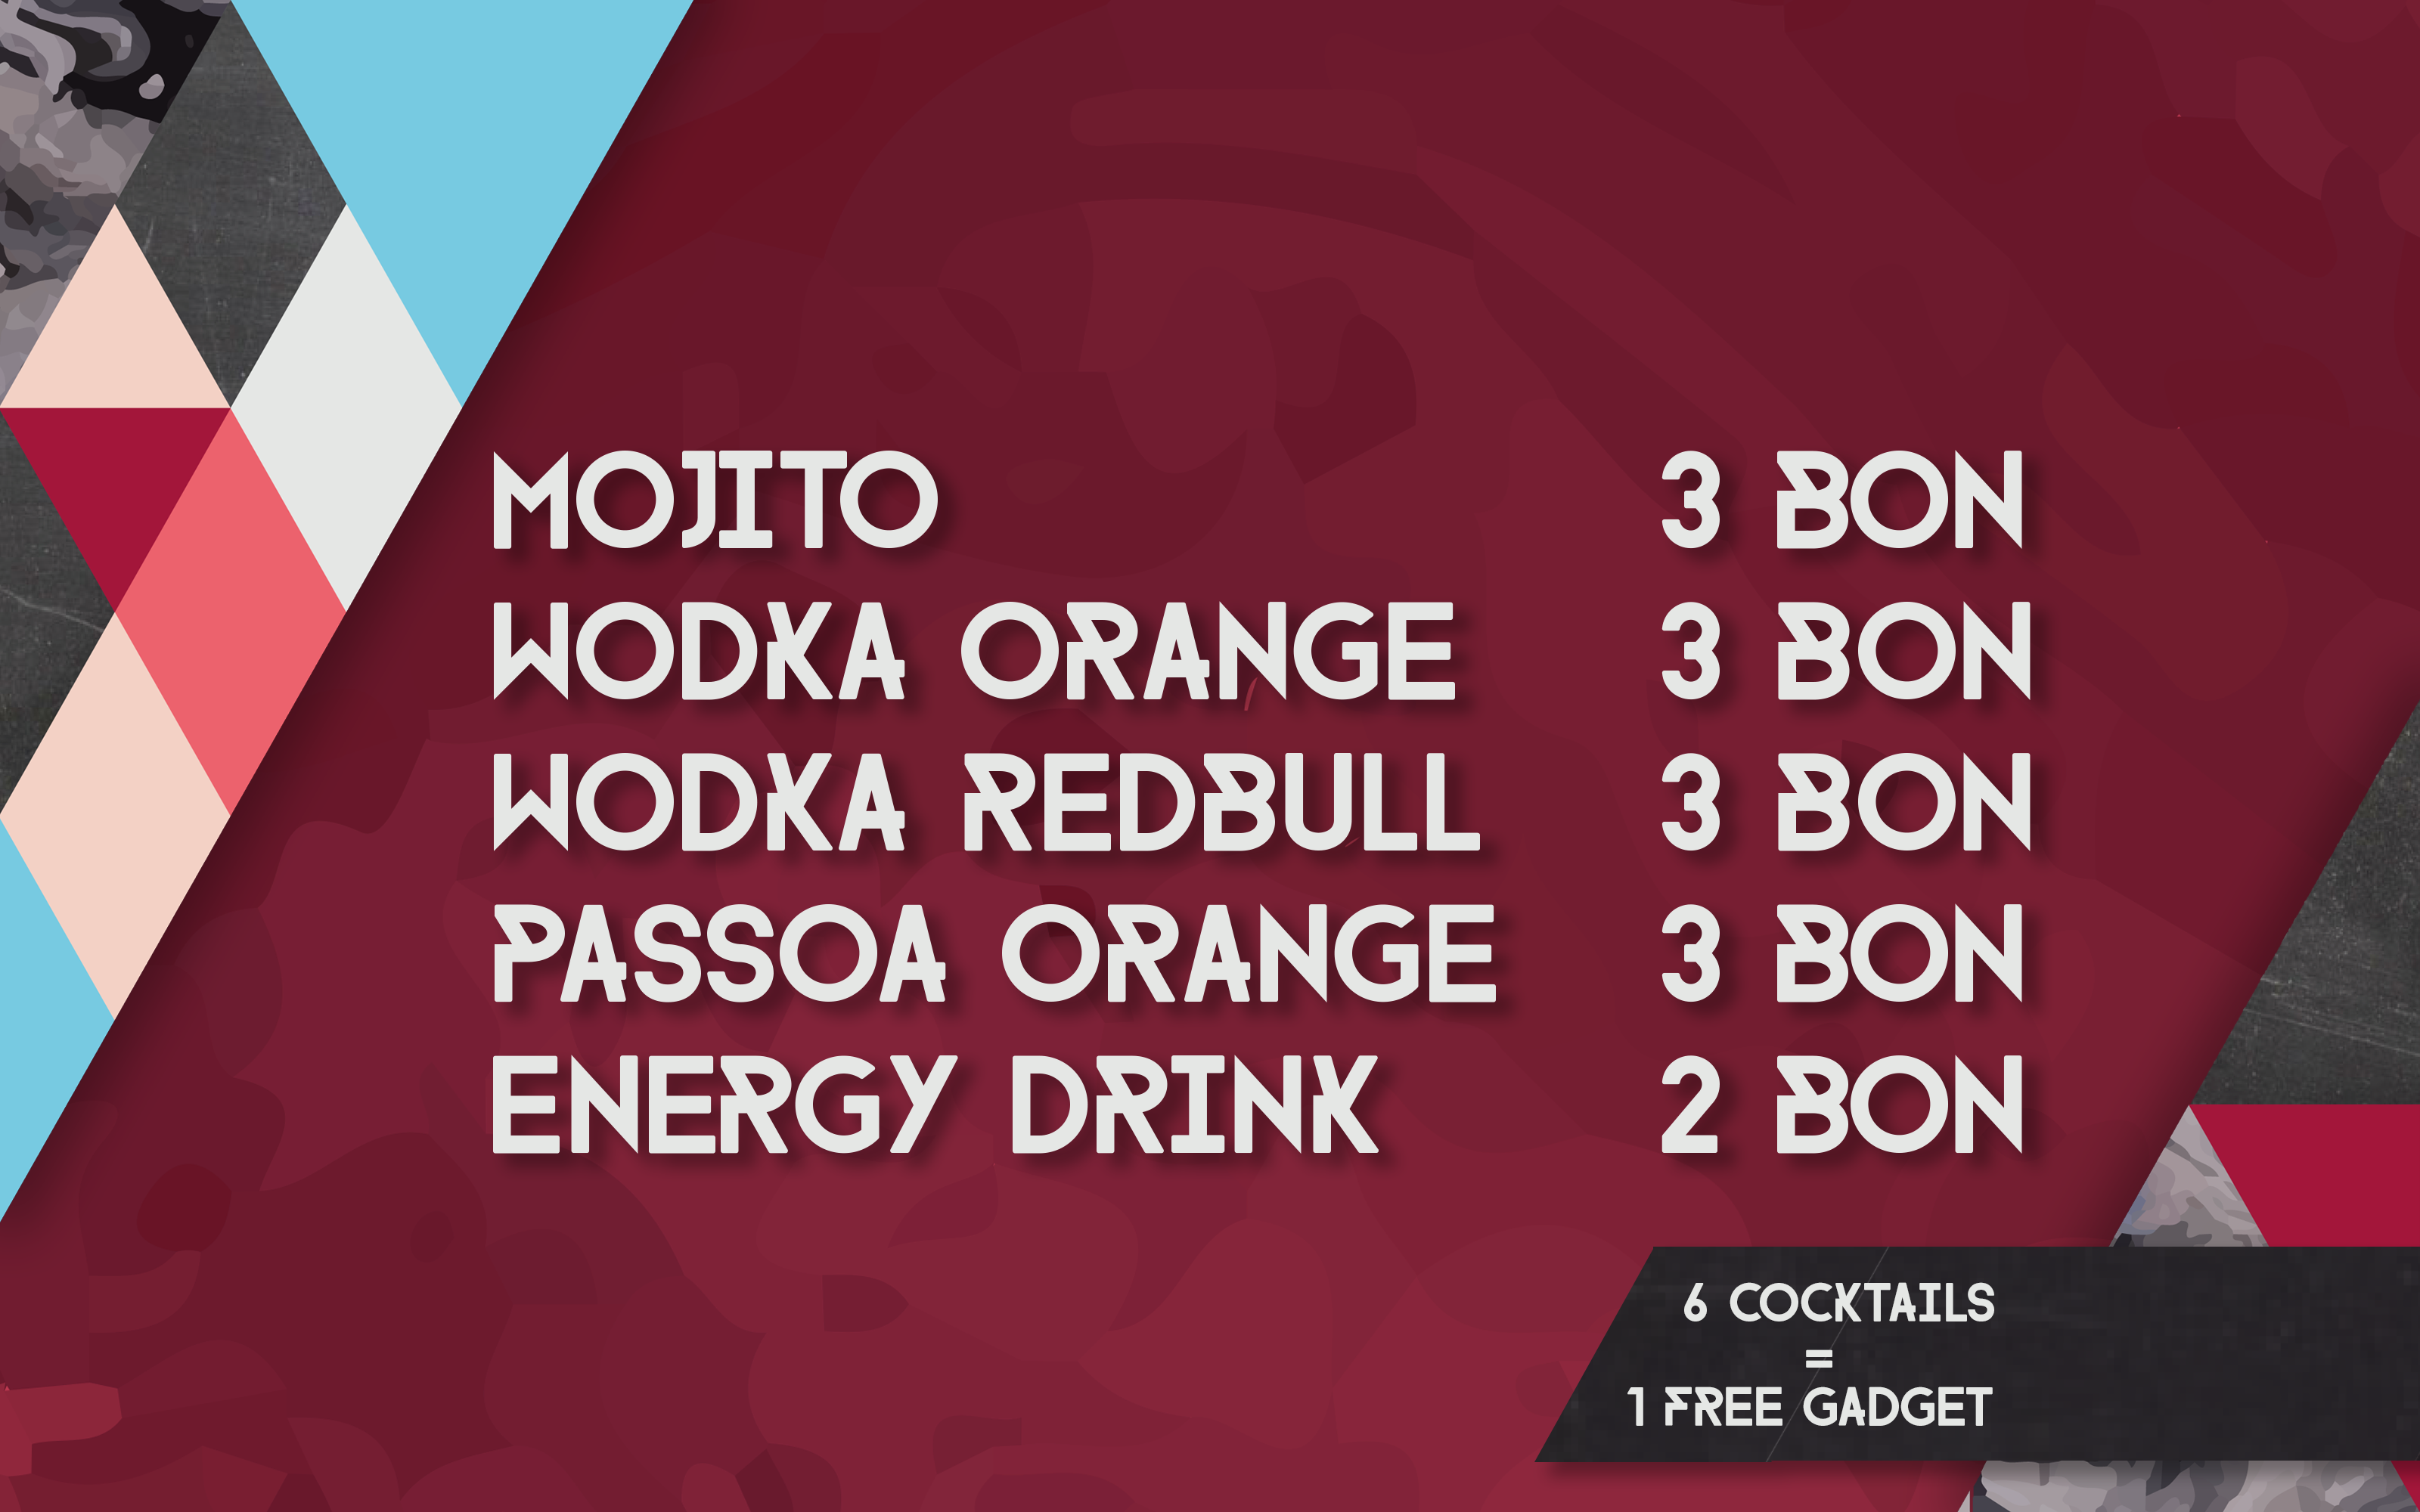 MOJITO 3 BON
WODKA ORANGE 3 BON
WODKA REDBULL 3 BON
PASSOA ORANGE 3 BON
ENERGY DRINK 2 BON
6 COCKTAILS
=
1 FREE GADGET